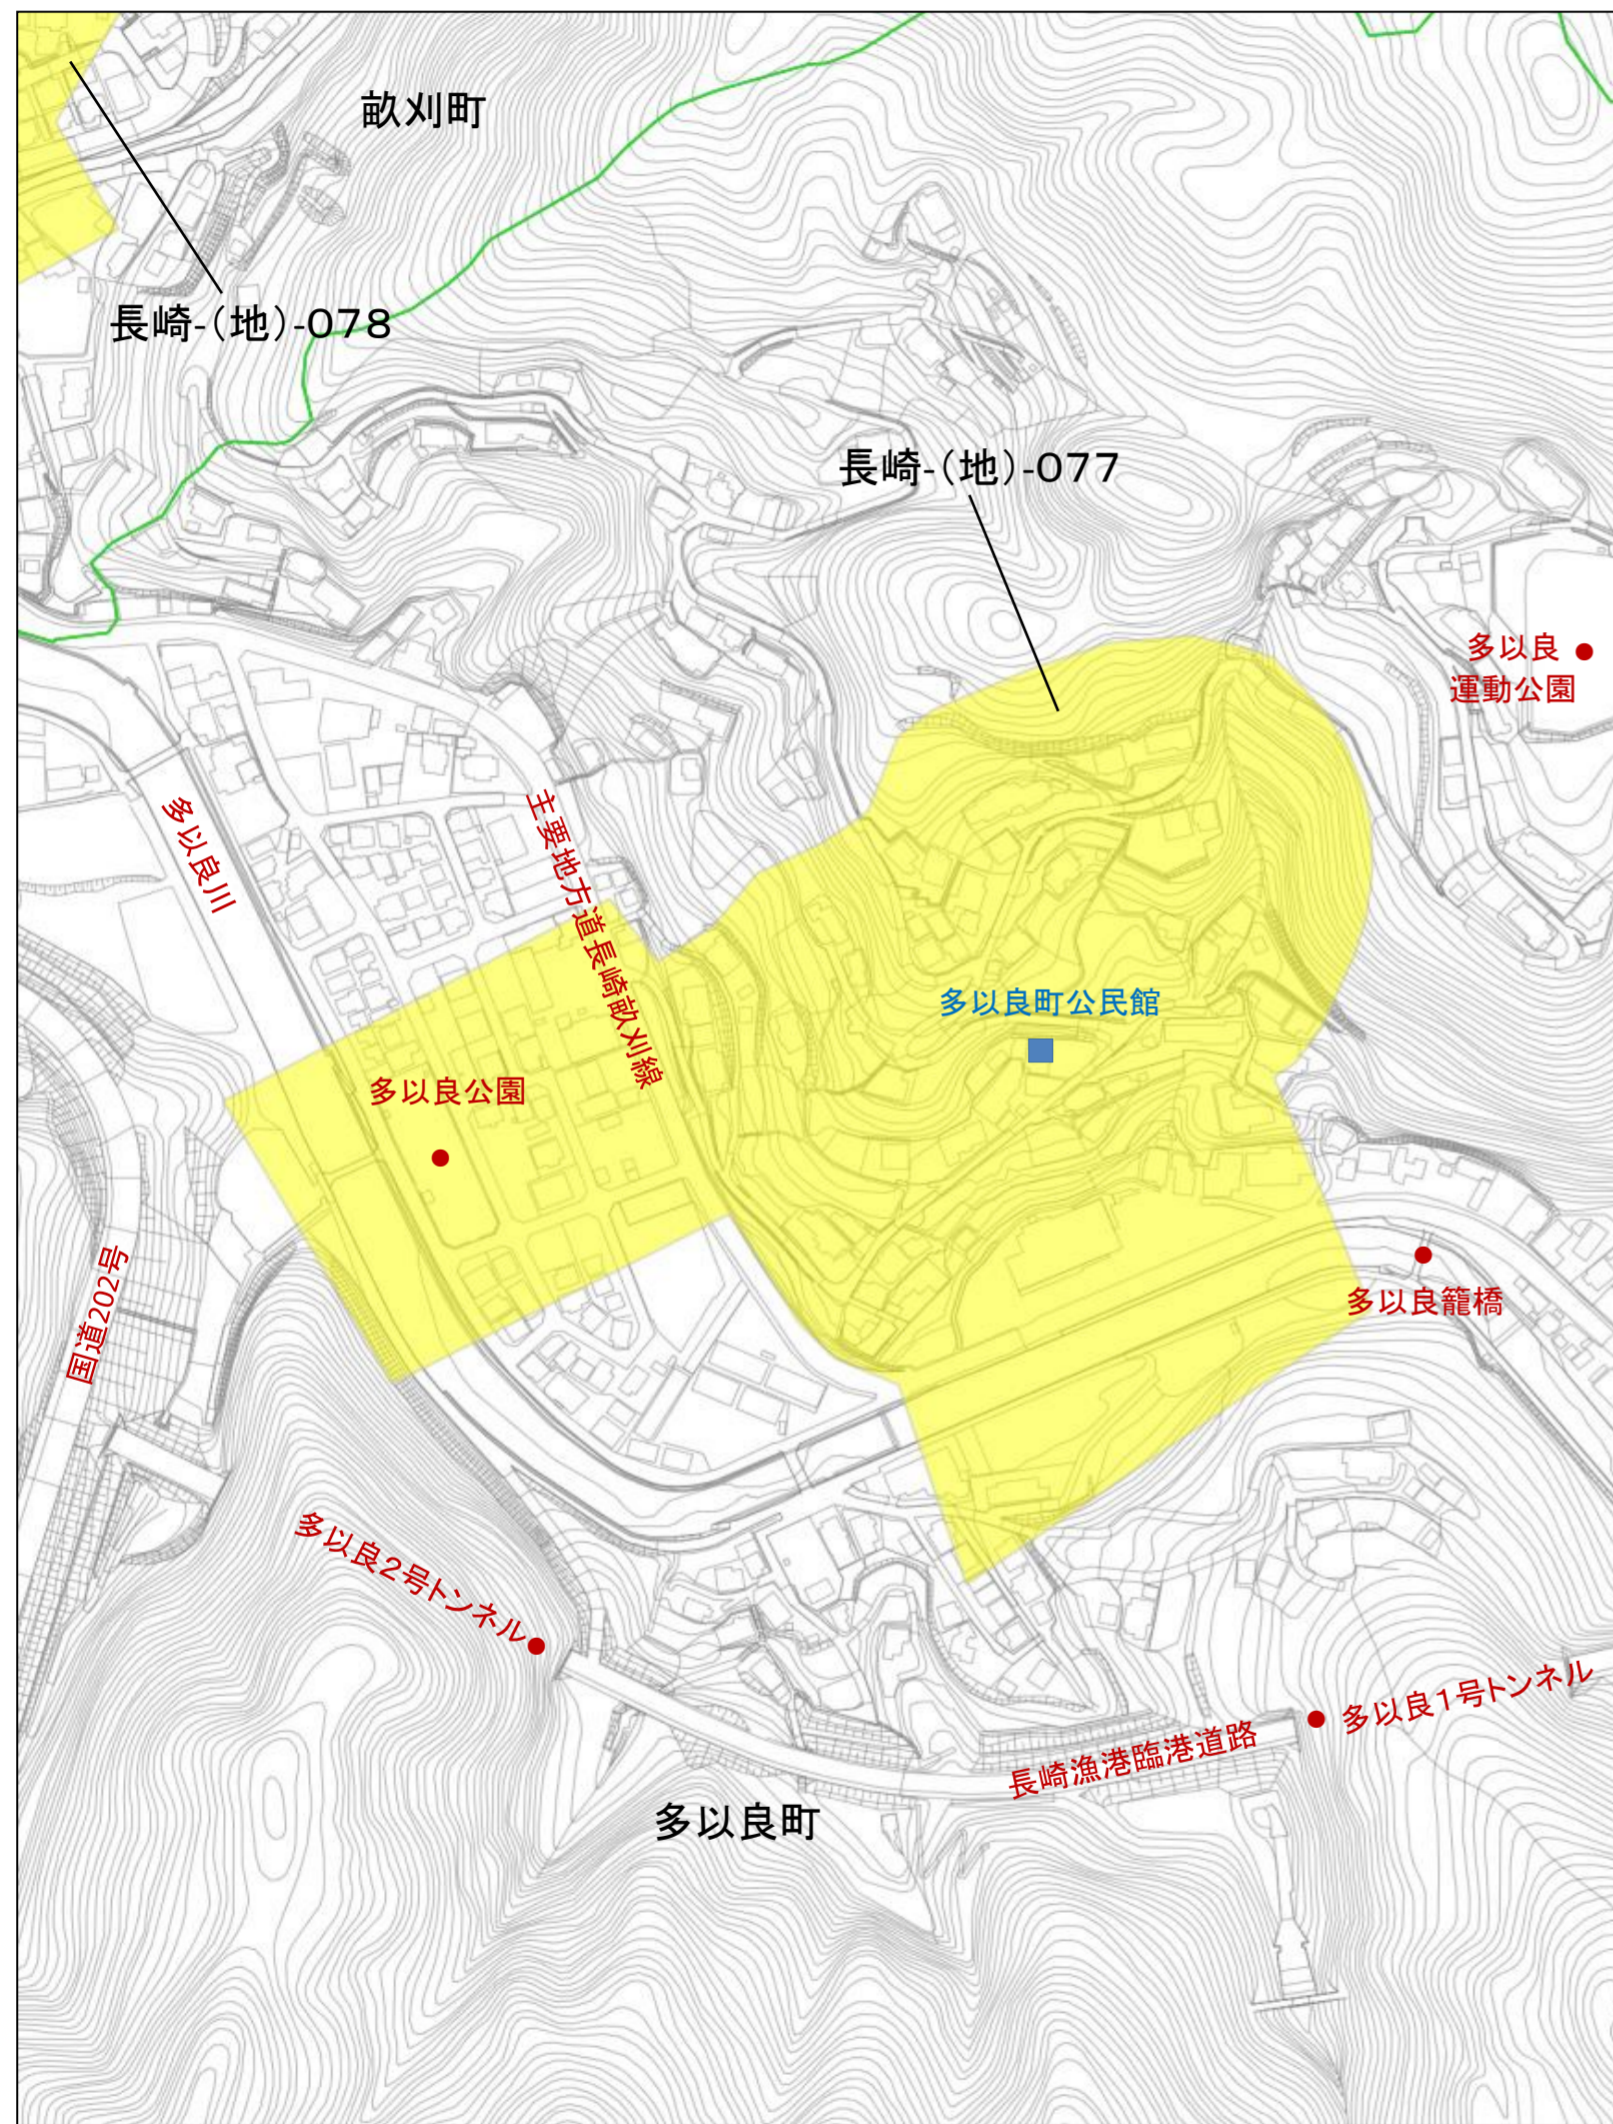 畝刈町
長崎-(地)-078
長崎-(地)-077
多以良
運動公園
多以良川
主要地方道長崎畝刈線
多以良町公民館
多以良公園
国道202号
多以良籠橋
多以良2号トンネル
多以良1号トンネル
長崎漁港臨港道路
多以良町